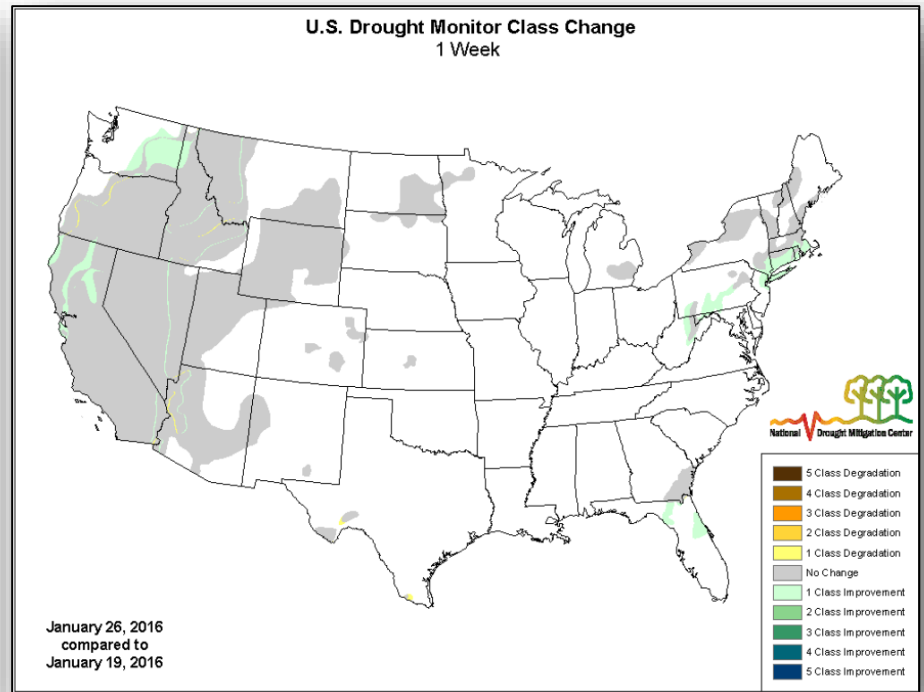 U.S. Drought Monitor Class Change
1 Week
National Drought Mitigation Center
5 Class Degradation
4 Class Degradation
3 Class Degradation
2 Class Degradation
1 Class Degradation
No Change
1 Class Improvement
2 Class Improvement
3 Class Improvement
4 Class Improvement
5 Class Improvement
January 26, 2016
compared to
January 19, 2016